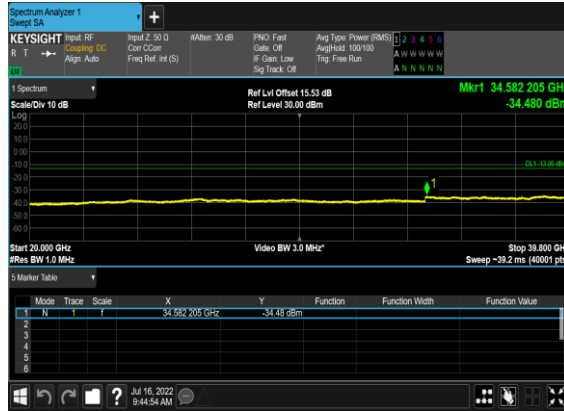 Spectrum Analyzer 1
Swept SA
KEYSIGHT
R T
Input: RF
Coupling: DC
Align: Auto
Input Z: 50 Ω
Corr CCorr
Freq Ref: Int (S)
#Atten: 30 dB
PNO: Fast
Gate: Off
IF Gain: Low
Sig Track: Off
Avg Type: Power (RMS)
Avg|Hold: 100/100
Trig: Free Run
1 2 3 4 5 6
A W W W W W
A N N N N N
1 Spectrum
Scale/Div 10 dB
Ref Lvl Offset 15.53 dB
Ref Level 30.00 dBm
Mkr1 34.582 205 GH
-34.480 dBr
Log
20.0
10.0
0.00
-10.0
-20.0
-30.0
-40.0
-50.0
-60.0
DL1 -13.00 dB
1
Start 20.000 GHz
#Res BW 1.0 MHz
Video BW 3.0 MHz*
Stop 39.800 GH
Sweep ~39.2 ms (40001 pts
5 Marker Table
Mode Trace Scale X Y Function Function Width Function Value
1 N 1 f 34.582 205 GHz -34.48 dBm
2
3
4
5
6
Jul 16, 2022
9:44:54 AM